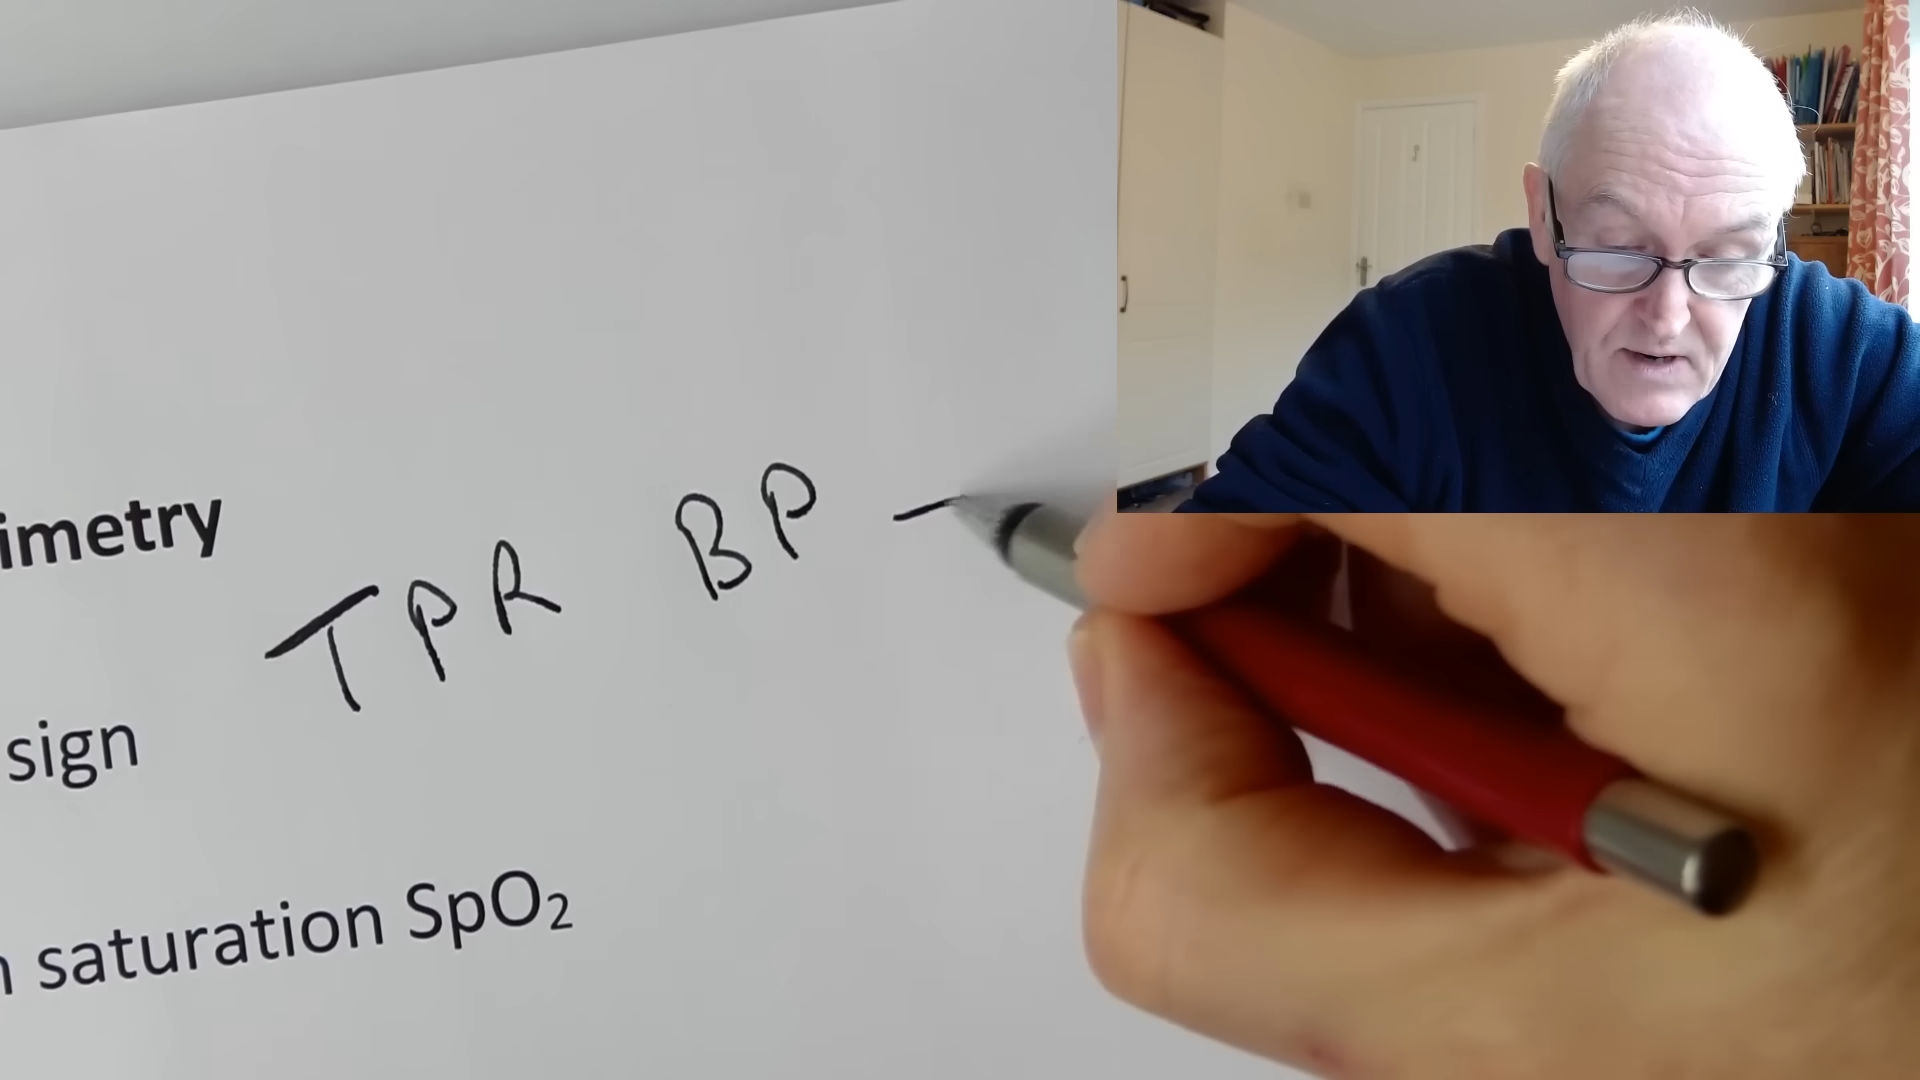 imetry
TPR BP –
sign
n saturation SpO₂